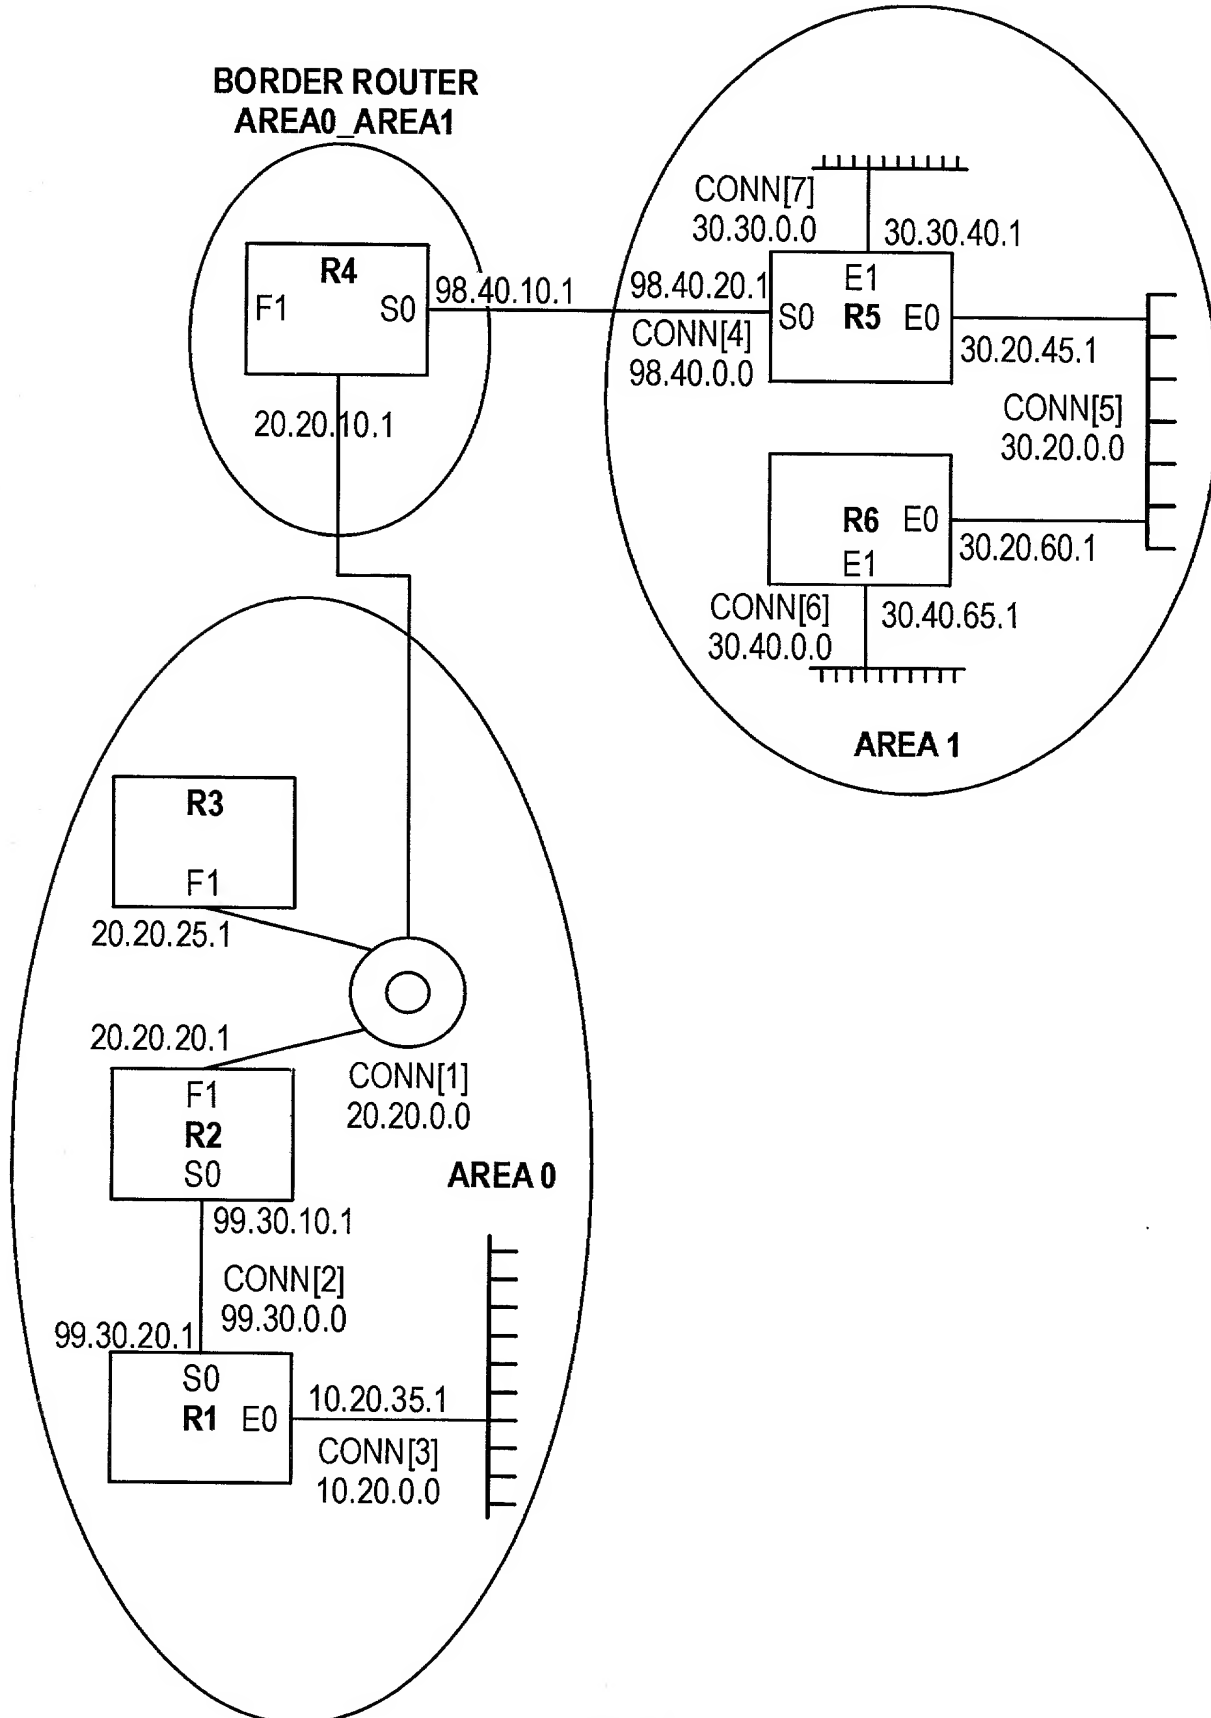 BORDER ROUTER
AREA0_AREA1
R4
F1
S0
98.40.10.1
20.20.10.1
CONN[7]
30.30.0.0
30.30.40.1
98.40.20.1
CONN[4]
98.40.0.0
E1
S0
R5
E0
30.20.45.1
CONN[5]
30.20.0.0
R6
E0
E1
30.20.60.1
CONN[6]
30.40.0.0
30.40.65.1
AREA 1
R3
F1
20.20.25.1
20.20.20.1
CONN[1]
20.20.0.0
F1
R2
S0
AREA 0
99.30.10.1
CONN[2]
99.30.0.0
99.30.20.1
S0
R1
E0
10.20.35.1
CONN[3]
10.20.0.0